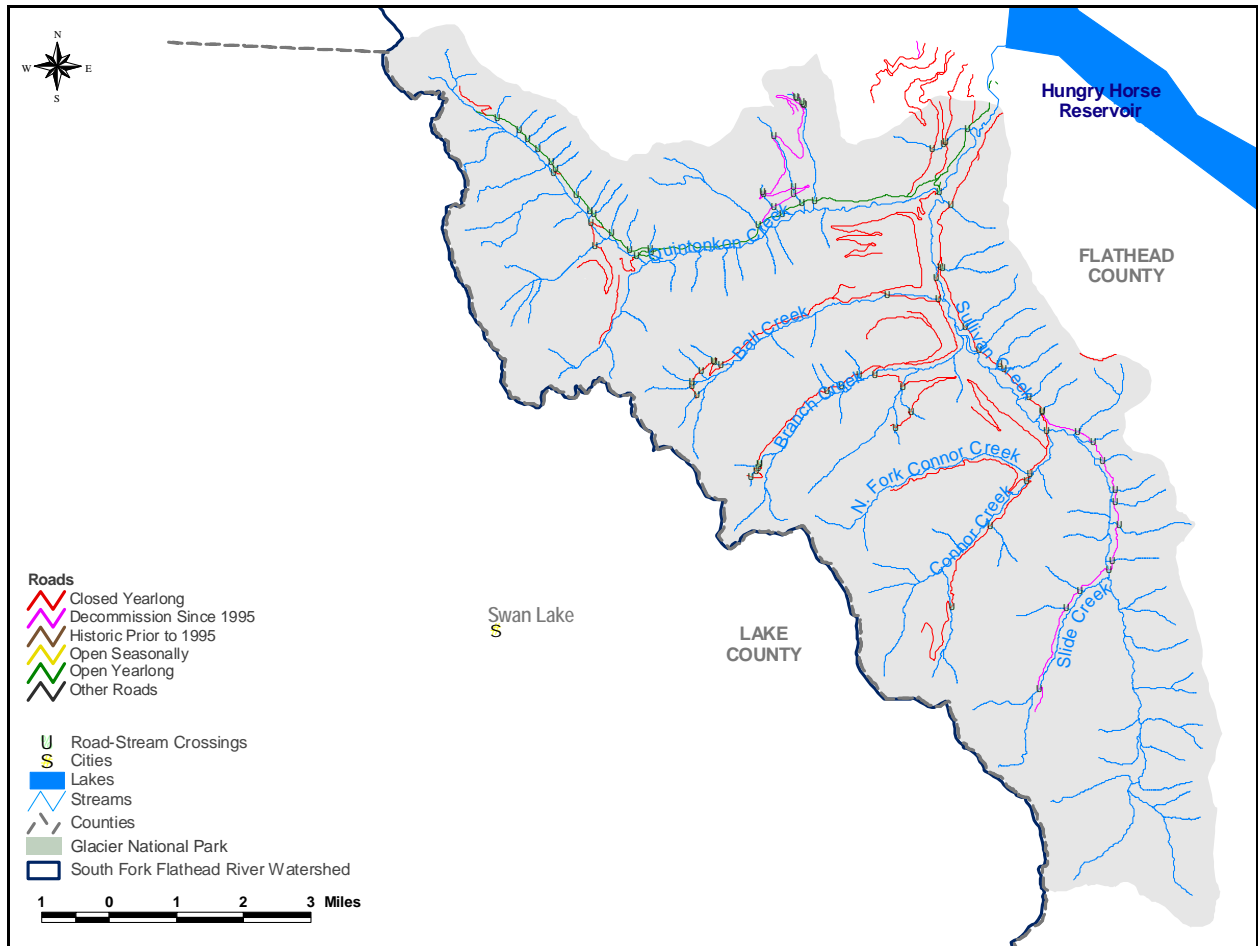 N
W E
S
Hungry Horse
Reservoir
FLATHEAD
COUNTY
Quintonkon Creek
Ball Creek
Sullivan Creek
Branch Creek
N. Fork Connor Creek
Connor Creek
Slide Creek
Swan Lake
S
LAKE
COUNTY
Roads
Closed Yearlong
Decommission Since 1995
Historic Prior to 1995
Open Seasonally
Open Yearlong
Other Roads
U Road-Stream Crossings
S Cities
Lakes
Streams
Counties
Glacier National Park
South Fork Flathead River Watershed
1 0 1 2 3 Miles